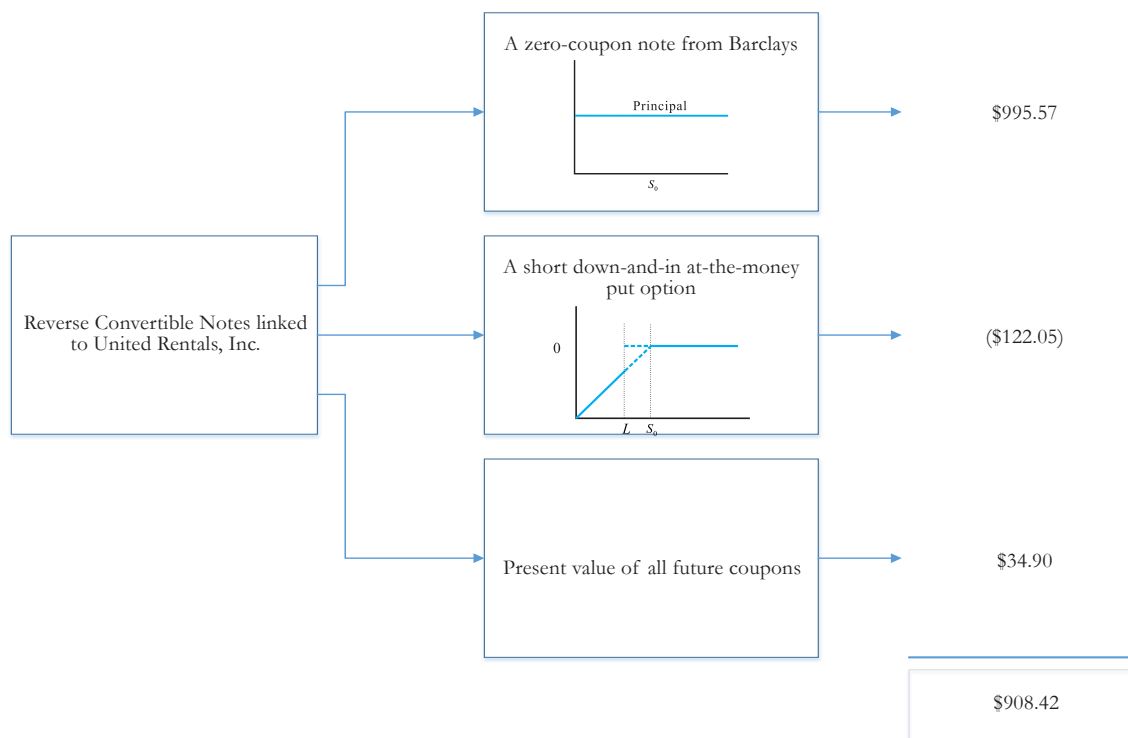 A zero-coupon note from Barclays
Principal
S₀
$995.57
Reverse Convertible Notes linked
to United Rentals, Inc.
A short down-and-in at-the-money
put option
0
L S₀
($122.05)
Present value of all future coupons
$34.90
$908.42